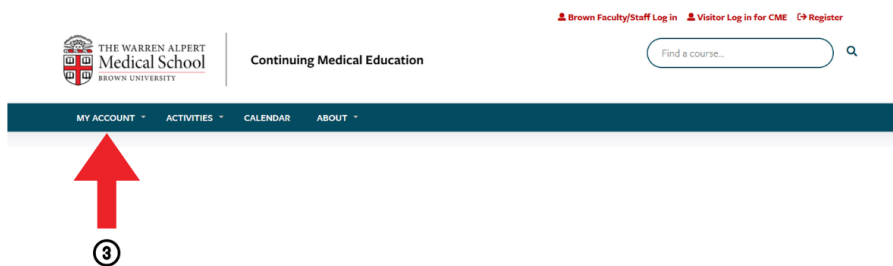 Brown Faculty/Staff Log in Visitor Log in for CME Register
THE WARREN ALPERT
Medical School
BROWN UNIVERSITY
Continuing Medical Education
Find a course...
MY ACCOUNT ACTIVITIES CALENDAR ABOUT
③